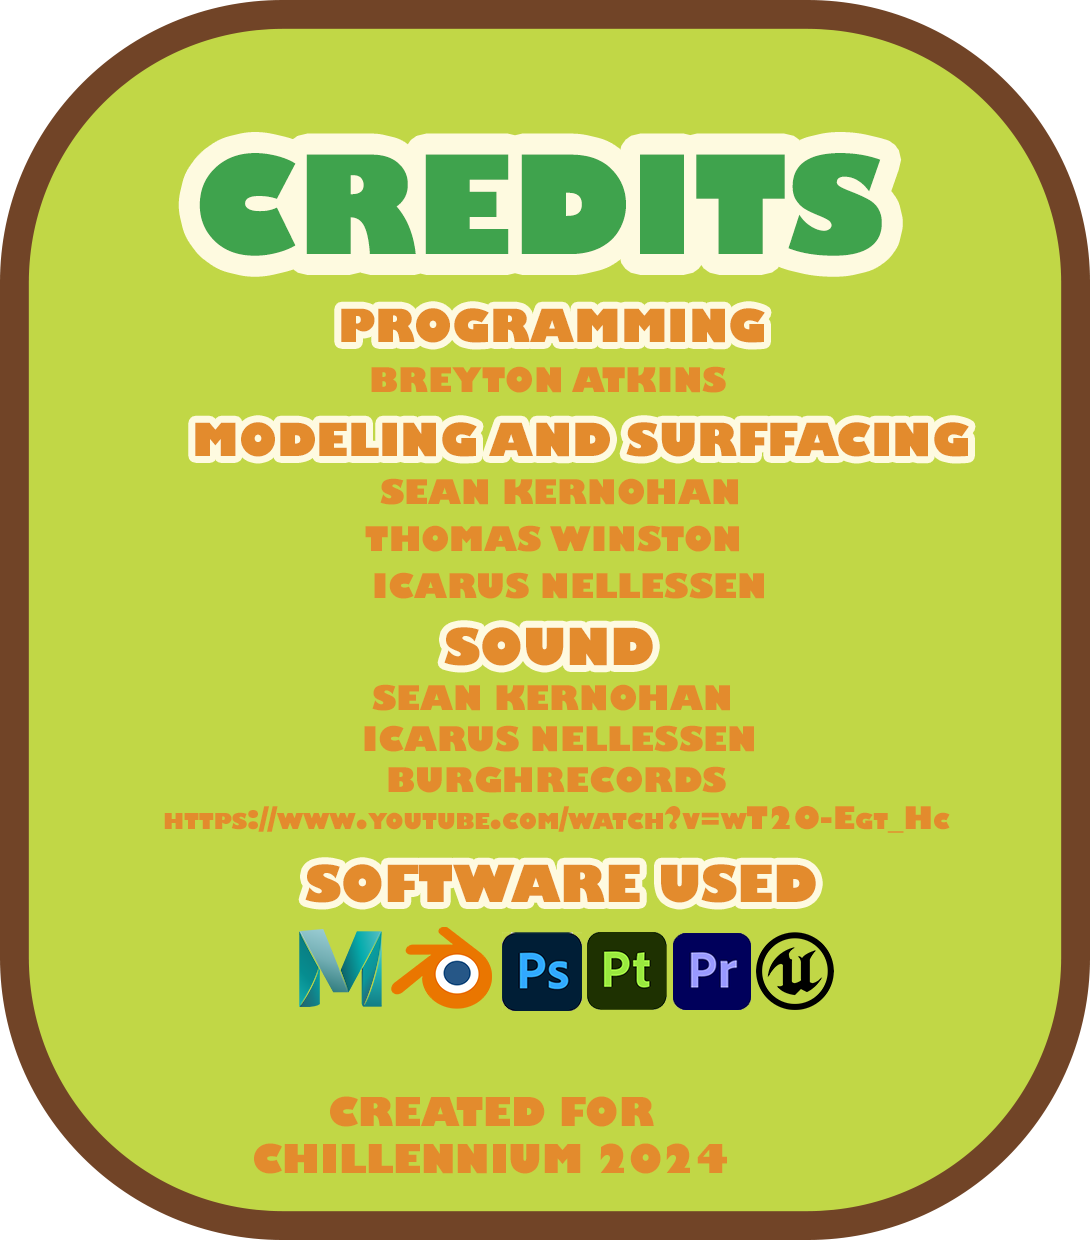 CREDITS
PROGRAMMING
BREYTON ATKINS
MODELING AND SURFFACING
SEAN KERNOHAN
THOMAS WINSTON
ICARUS NELLESSEN
SOUND
SEAN KERNOHAN
ICARUS NELLESSEN
BURGHRECORDS
https://www.youtube.com/watch?v=wT2O-Egt_Hc
SOFTWARE USED
M Ps Pt Pr U
CREATED FOR
CHILLENNIUM 2024